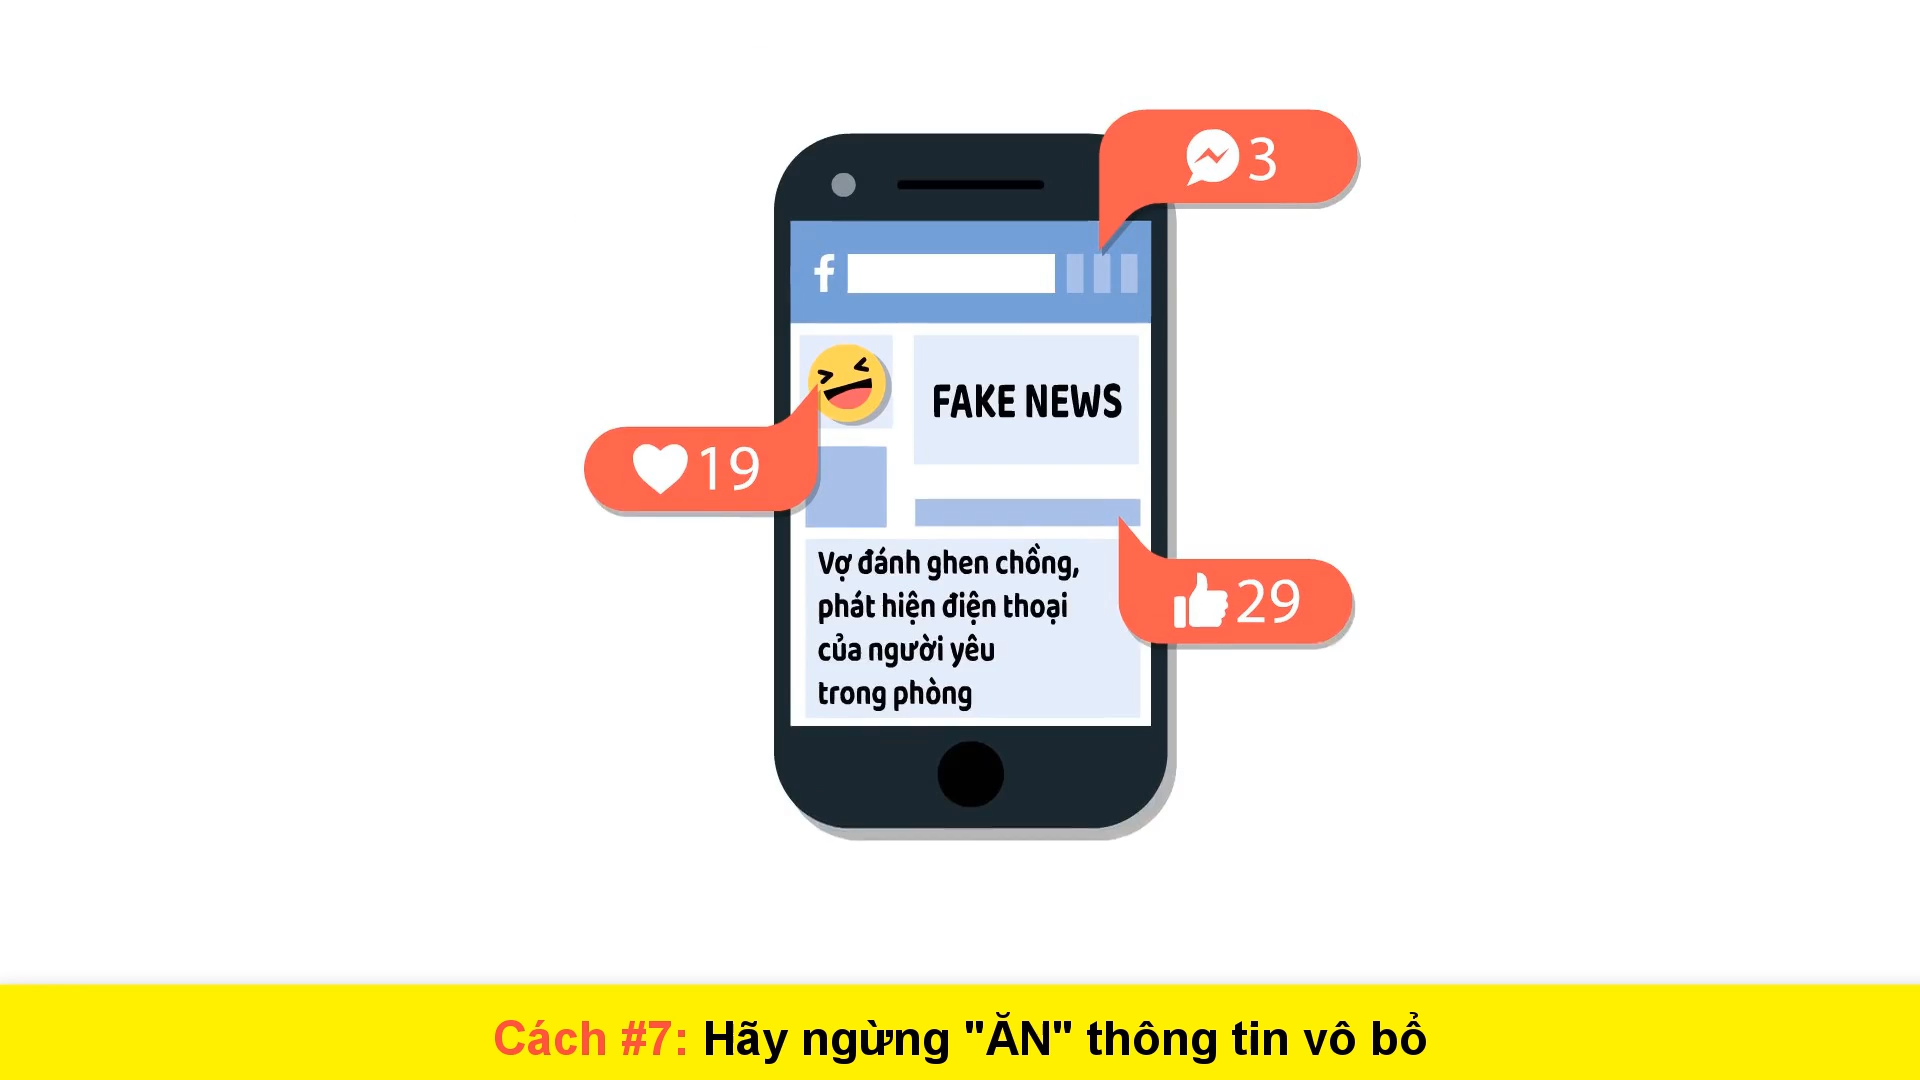 3
f
FAKE NEWS
19
Vợ đánh ghen chồng,
phát hiện điện thoại
của người yêu
trong phòng
29
Cách #7: Hãy ngừng "ĂN" thông tin vô bổ